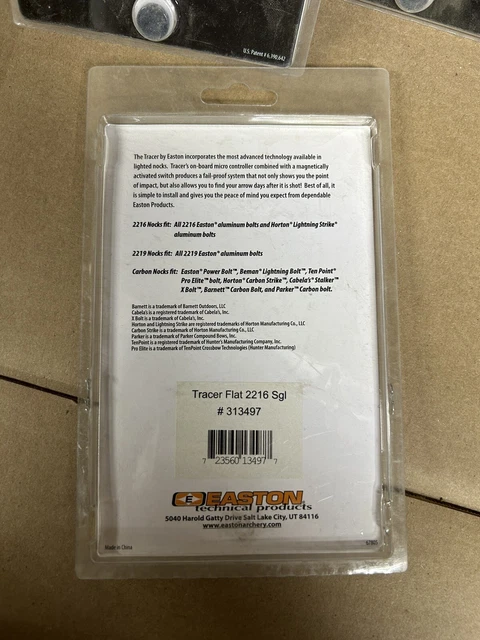 U.S. Patent # 6,390,642
The Tracer by Easton incorporates the most advanced technology available in
lighted nocks. Tracer's on-board micro controller combined with a magnetically
activated switch produces a fail-proof system that not only shows you the point
of impact, but also allows you to find your arrow days after it is shot! Best of all, it
is simple to install and gives you the peace of mind you expect from dependable
Easton Products.
2216 Nocks fit: All 2216 Easton® aluminum bolts and Horton® Lightning Strike®
aluminum bolts
2219 Nocks fit: All 2219 Easton® aluminum bolts
Carbon Nocks fit: Easton® Power Bolt™, Beman® Lightning Bolt™, Ten Point®
Pro Elite™ bolt, Horton® Carbon Strike™, Cabela's® Stalker™
X Bolt™, Barnett™ Carbon Bolt, and Parker™ Carbon bolt.
Barnett is a trademark of Barnett Outdoors, LLC
Cabela's is a registered trademark of Cabela's, Inc.
X Bolt is a trademark of Cabela's, Inc.
Horton and Lightning Strike are registered trademarks of Horton Manufacturing Co., LLC
Carbon Strike is a trademark of Horton Manufacturing Co., LLC
Parker is a trademark of Parker Compound Bows, Inc.
TenPoint is a registered trademark of Hunter's Manufacturing Company, Inc.
Pro Elite is a trademark of TenPoint Crossbow Technologies (Hunter Manufacturing)
Tracer Flat 2216 Sgl
# 313497
7 23560 13497 7
E EASTON
technical products
5040 Harold Gatty Drive Salt Lake City, UT 84116
www.eastonarchery.com
Made in China